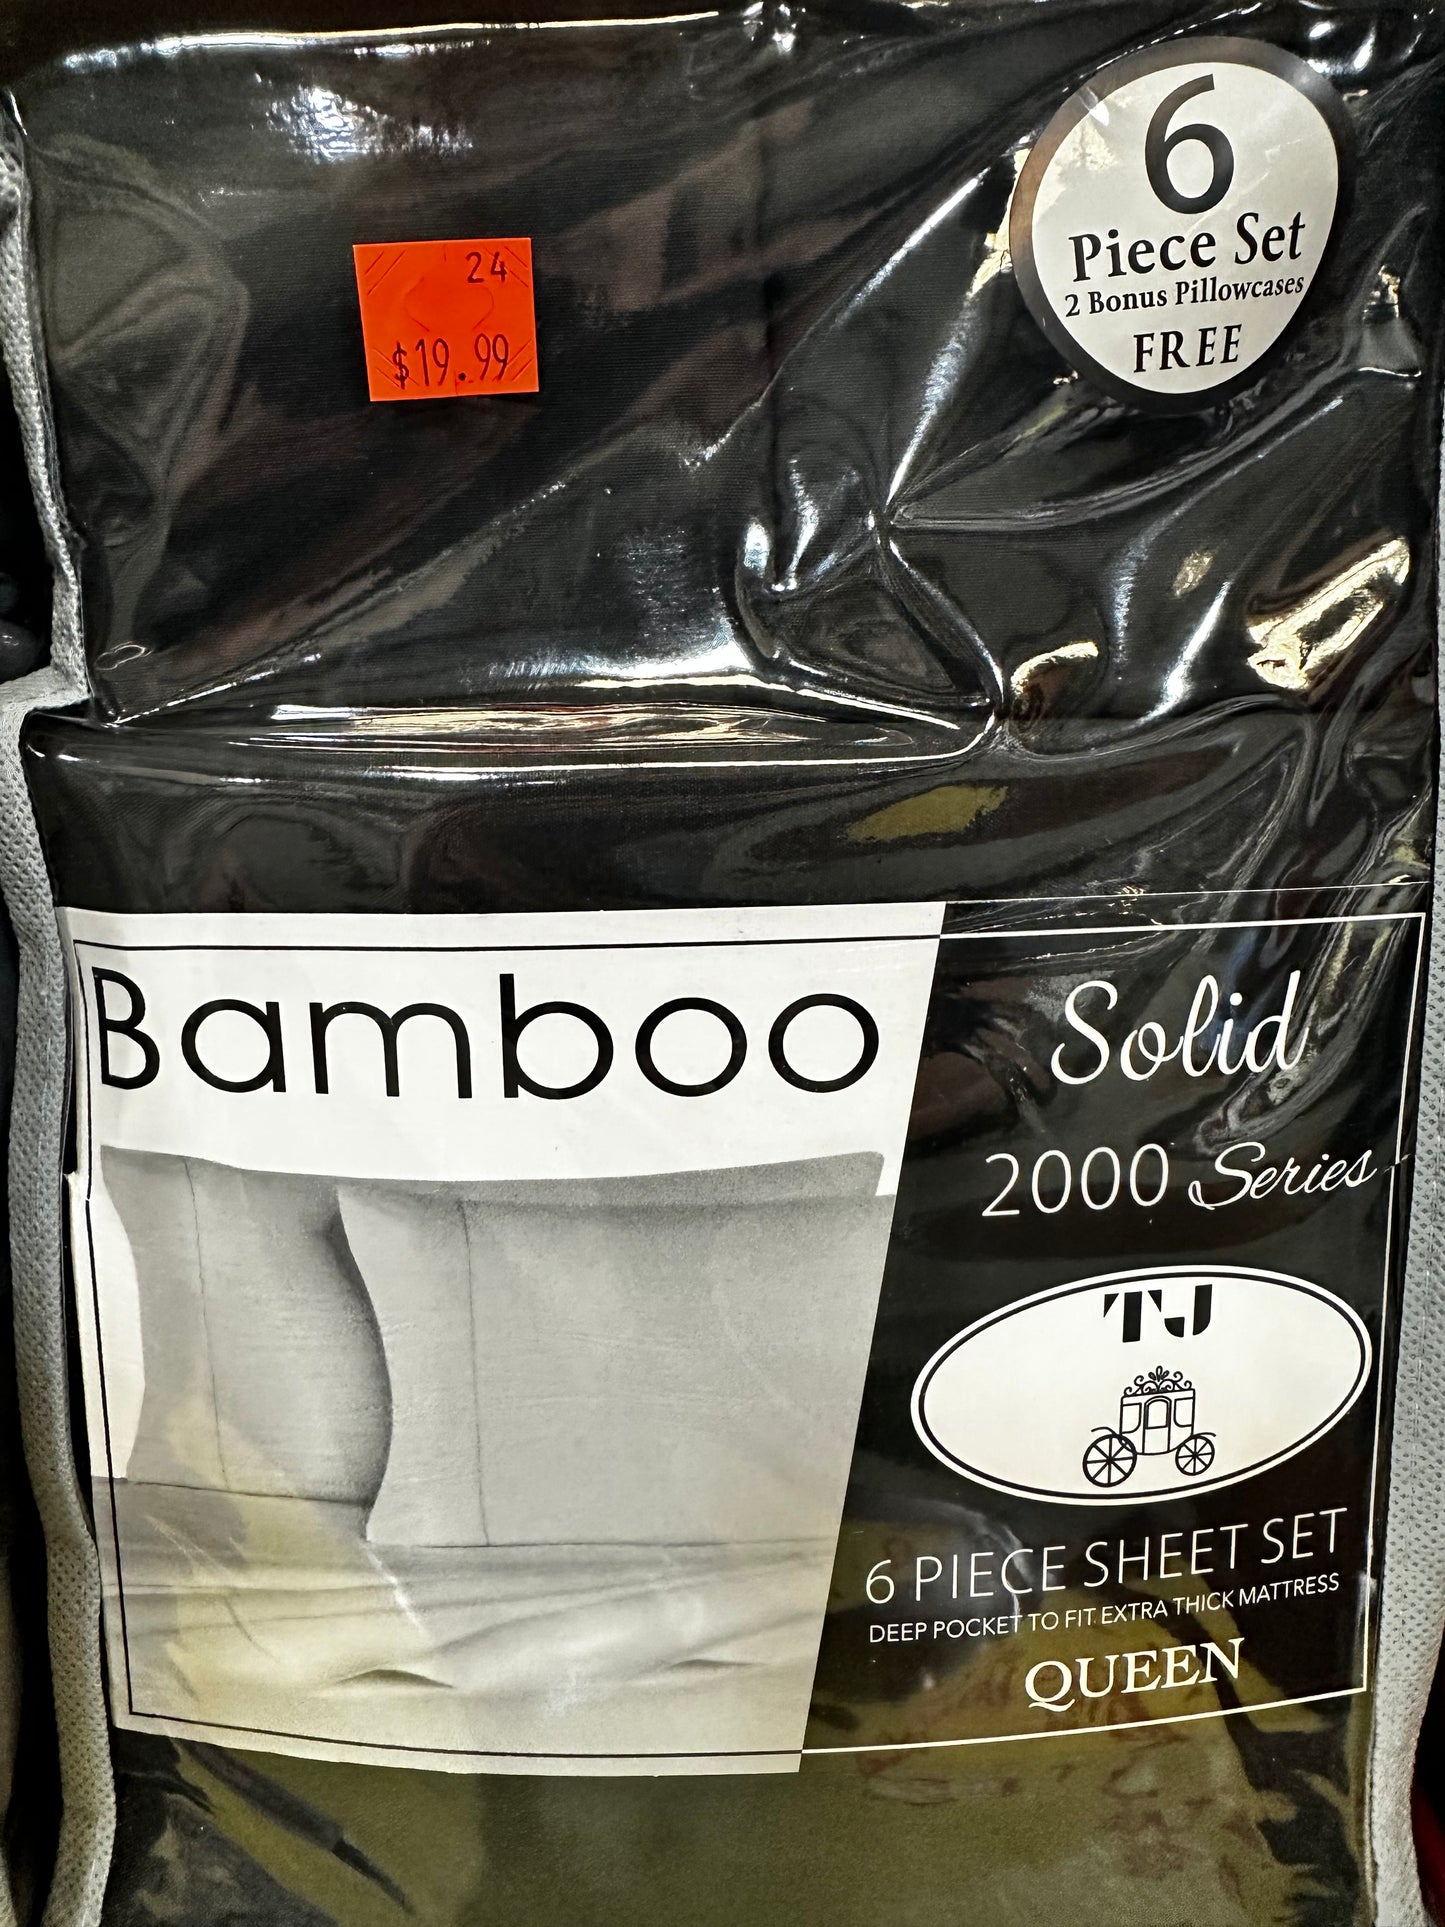 6
Piece Set
2 Bonus Pillowcases
FREE
24
$19.99
Bamboo
Solid
2000 Series
TJ
6 PIECE SHEET SET
DEEP POCKET TO FIT EXTRA THICK MATTRESS
QUEEN